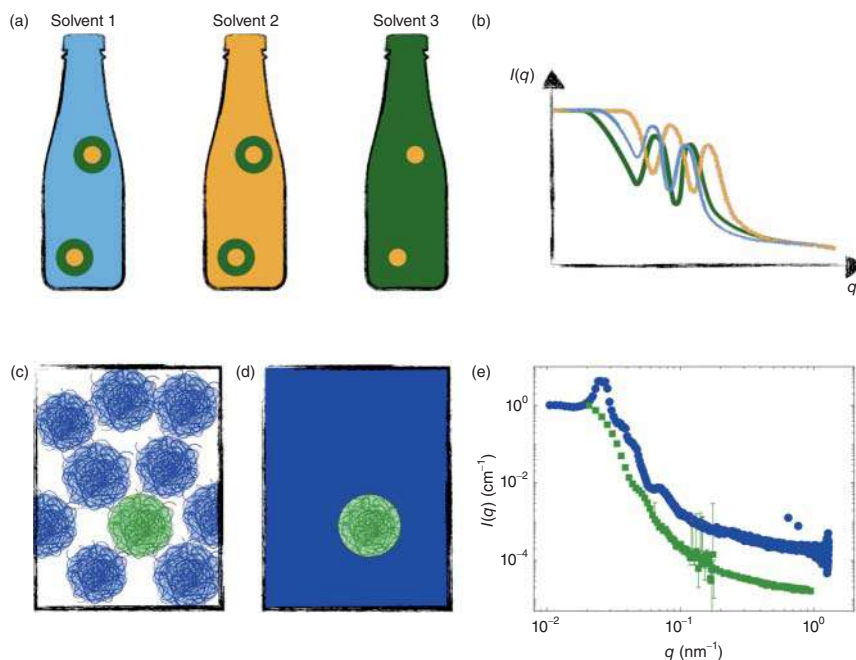 (a)
Solvent 1
Solvent 2
Solvent 3
(b)
I(q)
q
(c)
(d)
(e)
I(q) (cm⁻¹)
10⁰
10⁻²
10⁻⁴
10⁻²
10⁻¹
10⁰
q (nm⁻¹)